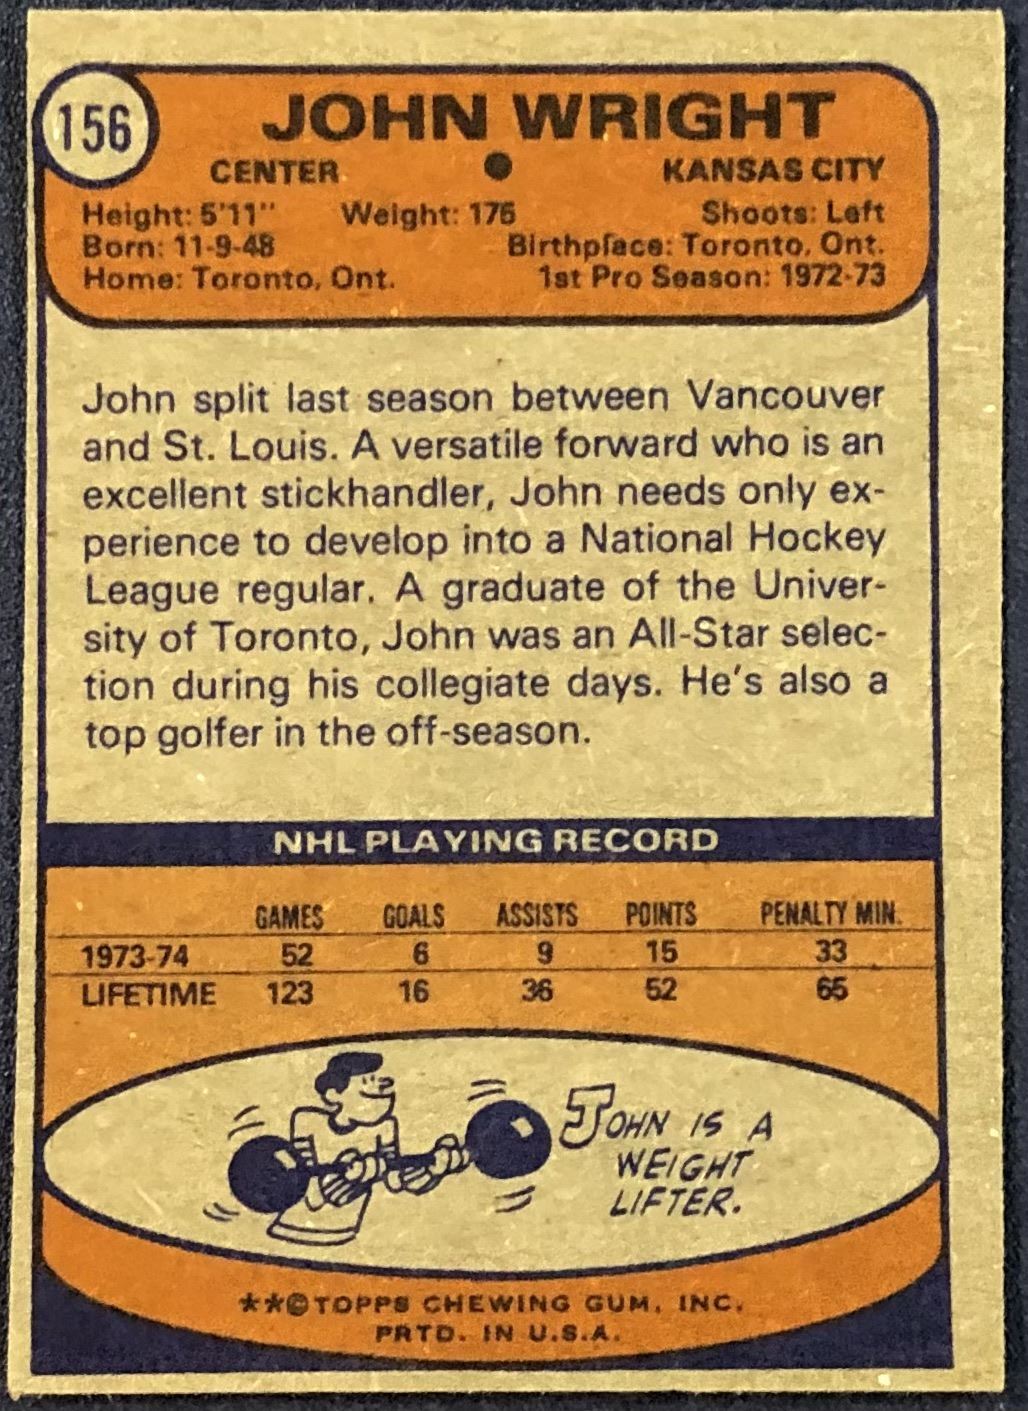 156
JOHN WRIGHT
CENTER ● KANSAS CITY
Height: 5'11" Weight: 175 Shoots: Left
Born: 11-9-48 Birthplace: Toronto, Ont.
Home: Toronto, Ont. 1st Pro Season: 1972-73
John split last season between Vancouver
and St. Louis. A versatile forward who is an
excellent stickhandler, John needs only ex-
perience to develop into a National Hockey
League regular. A graduate of the Univer-
sity of Toronto, John was an All-Star selec-
tion during his collegiate days. He's also a
top golfer in the off-season.
NHL PLAYING RECORD
GAMES GOALS ASSISTS POINTS PENALTY MIN.
1973-74 52 6 9 15 33
LIFETIME 123 16 36 52 65
JOHN IS A
WEIGHT
LIFTER.
**©TOPPS CHEWING GUM, INC.
PRTD. IN U.S.A.